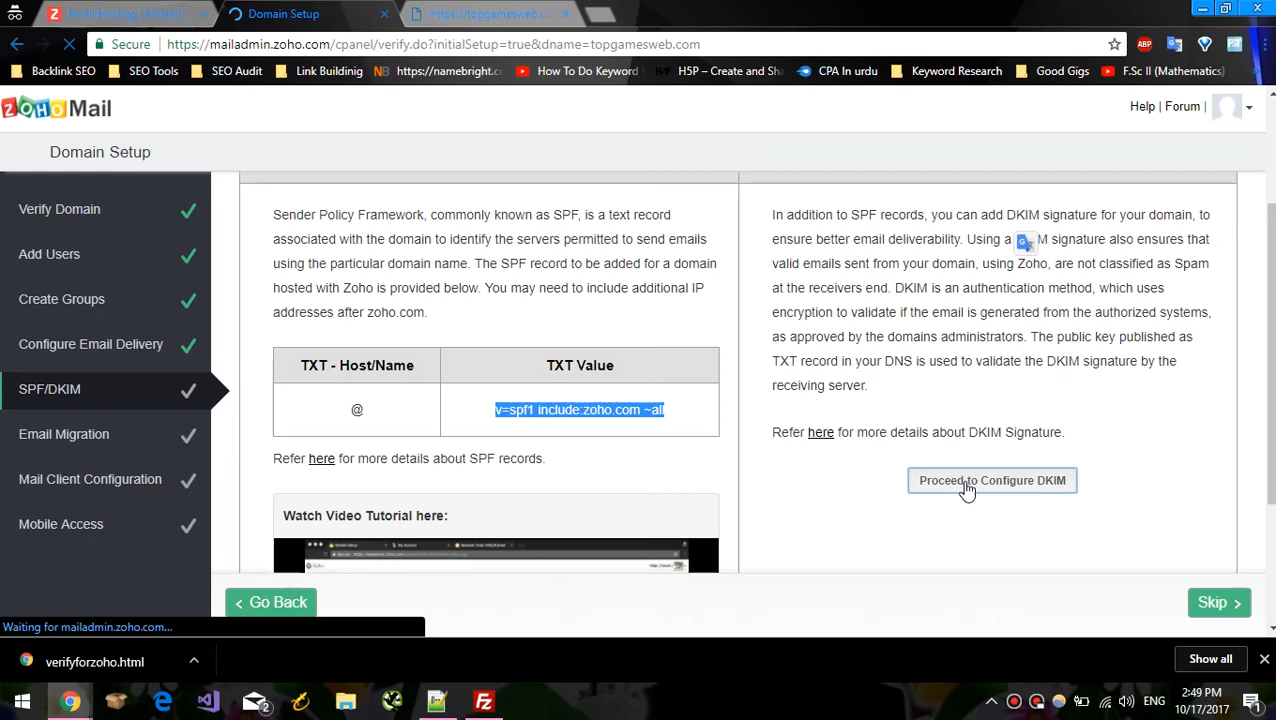 Email Hosting | Hosted
Domain Setup
https://topgamesweb.c
Secure
https://mailadmin.zoho.com/cpanel/verify.do?initialSetup=true&dname=topgamesweb.com
Backlink SEO
SEO Tools
SEO Audit
Link Buildinig
https://namebright.c
How To Do Keyword
H5P – Create and Sha
CPA In urdu
Keyword Research
Good Gigs
F.Sc II (Mathematics)
ZOHO Mail
Help | Forum |
Domain Setup
Verify Domain
Add Users
Create Groups
Configure Email Delivery
SPF/DKIM
Email Migration
Mail Client Configuration
Mobile Access
Sender Policy Framework, commonly known as SPF, is a text record
associated with the domain to identify the servers permitted to send emails
using the particular domain name. The SPF record to be added for a domain
hosted with Zoho is provided below. You may need to include additional IP
addresses after zoho.com.
TXT - Host/Name
TXT Value
@
v=spf1 include:zoho.com ~all
Refer here for more details about SPF records.
Watch Video Tutorial here:
In addition to SPF records, you can add DKIM signature for your domain, to
ensure better email deliverability. Using a M signature also ensures that
valid emails sent from your domain, using Zoho, are not classified as Spam
at the receivers end. DKIM is an authentication method, which uses
encryption to validate if the email is generated from the authorized systems,
as approved by the domains administrators. The public key published as
TXT record in your DNS is used to validate the DKIM signature by the
receiving server.
Refer here for more details about DKIM Signature.
Proceed to Configure DKIM
Go Back
Skip
Waiting for mailadmin.zoho.com...
verifyforzoho.html
Show all
ENG
2:49 PM
10/17/2017